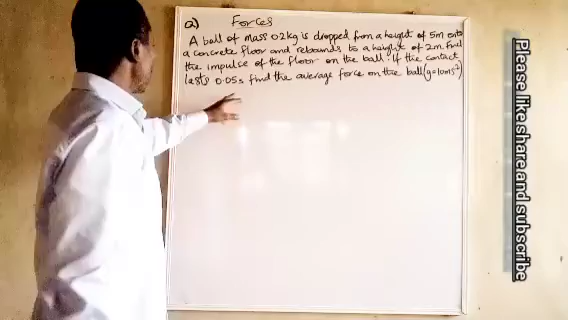 Q) Forces
A ball of mass 0.2kg is dropped from a height of 5m onto
a concrete floor and rebounds to a height of 2m. Find
the impulse of the floor on the ball. If the contact
lasts 0.05s find the average force on the ball (g=10ms⁻²)
Please like share and subscribe